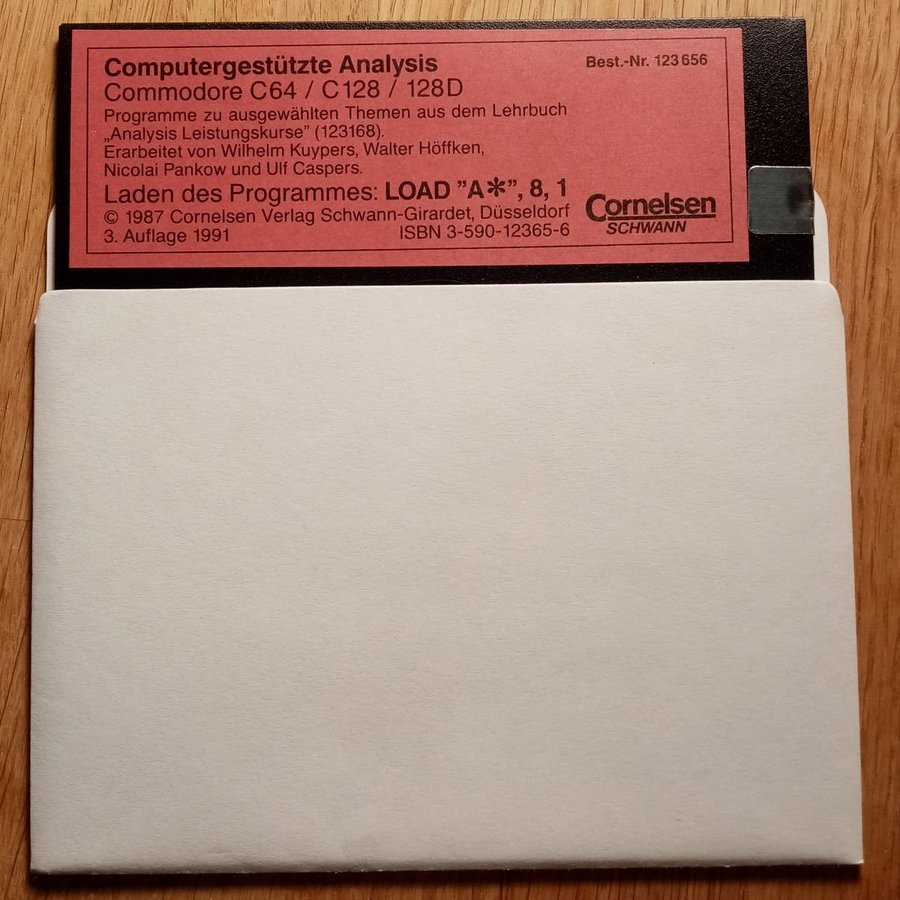 Computergestützte Analysis
Best.-Nr. 123 656
Commodore C64 / C128 / 128D
Programme zu ausgewählten Themen aus dem Lehrbuch
„Analysis Leistungskurse” (123168).
Erarbeitet von Wilhelm Kuypers, Walter Höffken,
Nicolai Pankow und Ulf Caspers.
Laden des Programmes: LOAD ”A*”, 8, 1
© 1987 Cornelsen Verlag Schwann-Girardet, Düsseldorf
3. Auflage 1991 ISBN 3-590-12365-6
Cornelsen
SCHWANN